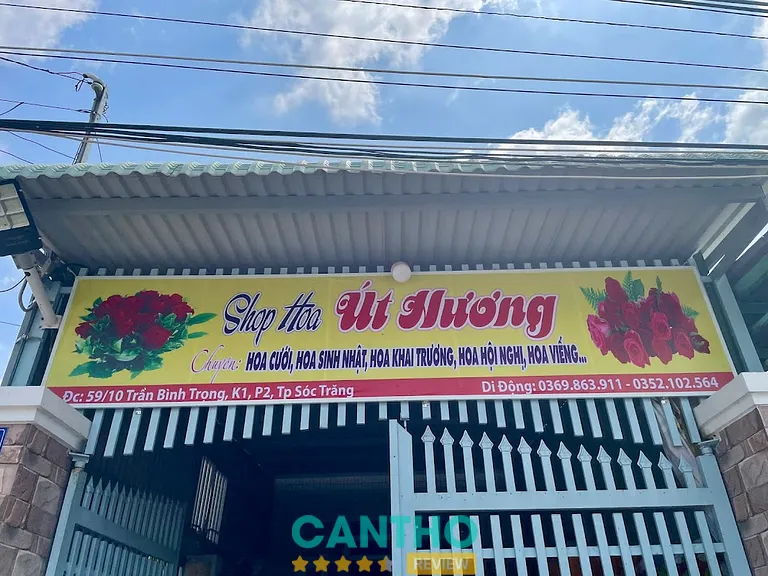 Shop Hoa Út Hương
Chuyên: HOA CƯỚI, HOA SINH NHẬT, HOA KHAI TRƯƠNG, HOA HỘI NGHỊ, HOA VIẾNG...
Đc: 59/10 Trần Bình Trọng, K1, P2, Tp Sóc Trăng
Di Động: 0369.863.911 - 0352.102.564
CANTHO
REVIEW